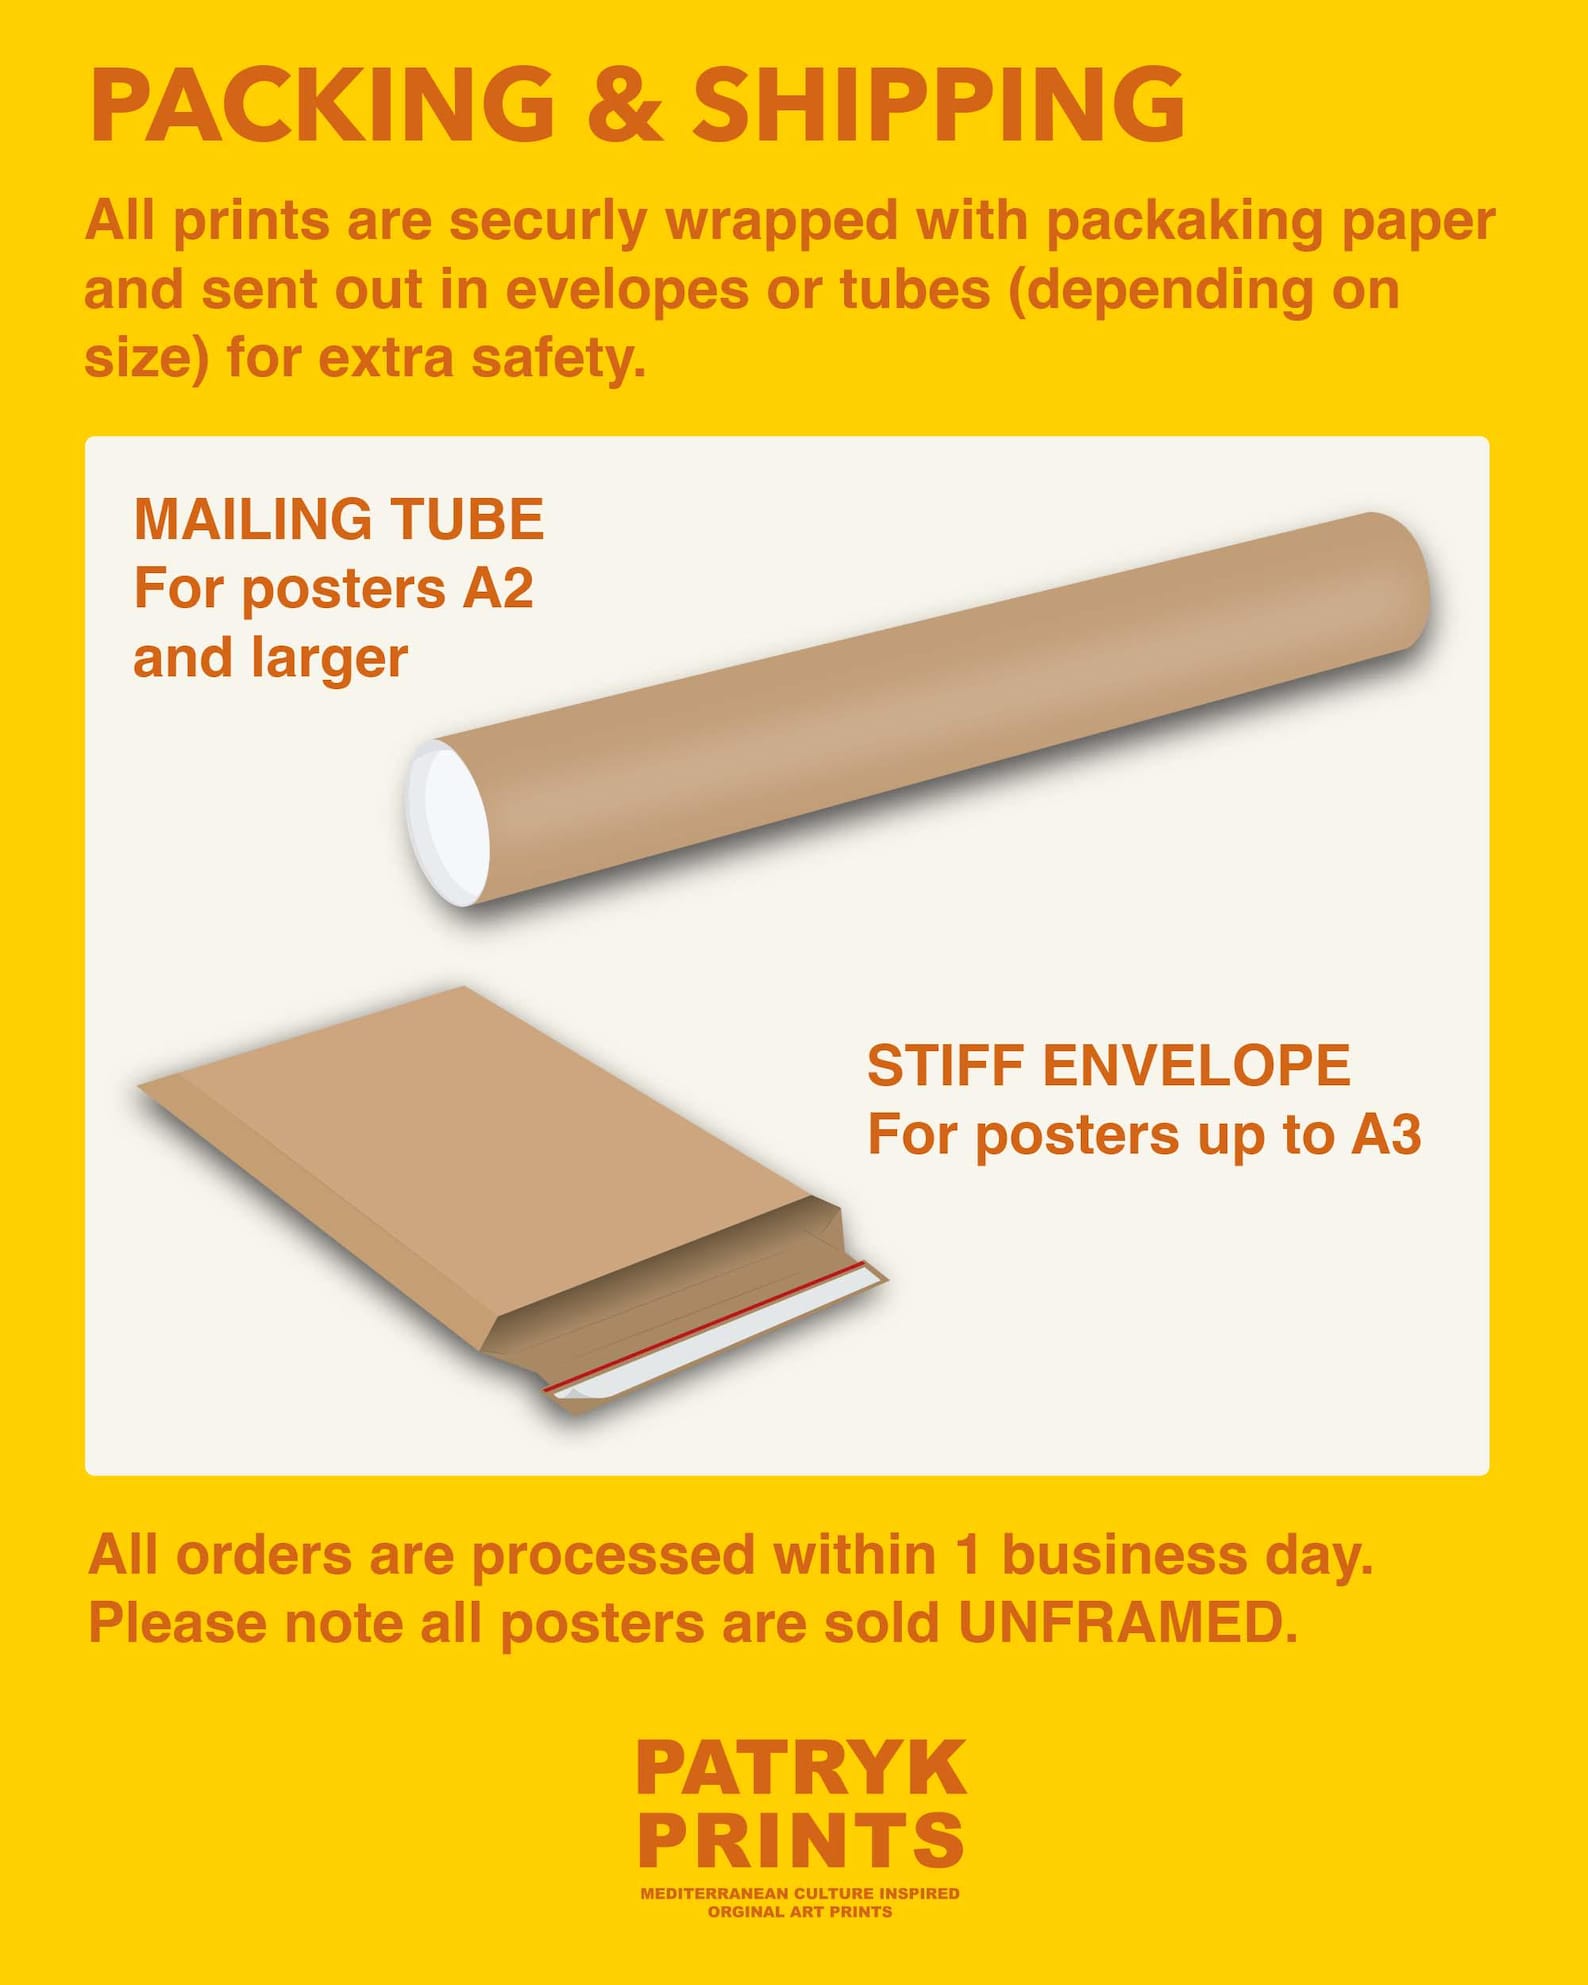 PACKING & SHIPPING
All prints are securly wrapped with packaking paper
and sent out in evelopes or tubes (depending on
size) for extra safety.
MAILING TUBE
For posters A2
and larger
STIFF ENVELOPE
For posters up to A3
All orders are processed within 1 business day.
Please note all posters are sold UNFRAMED.
PATRYK
PRINTS
MEDITERRANEAN CULTURE INSPIRED
ORGINAL ART PRINTS